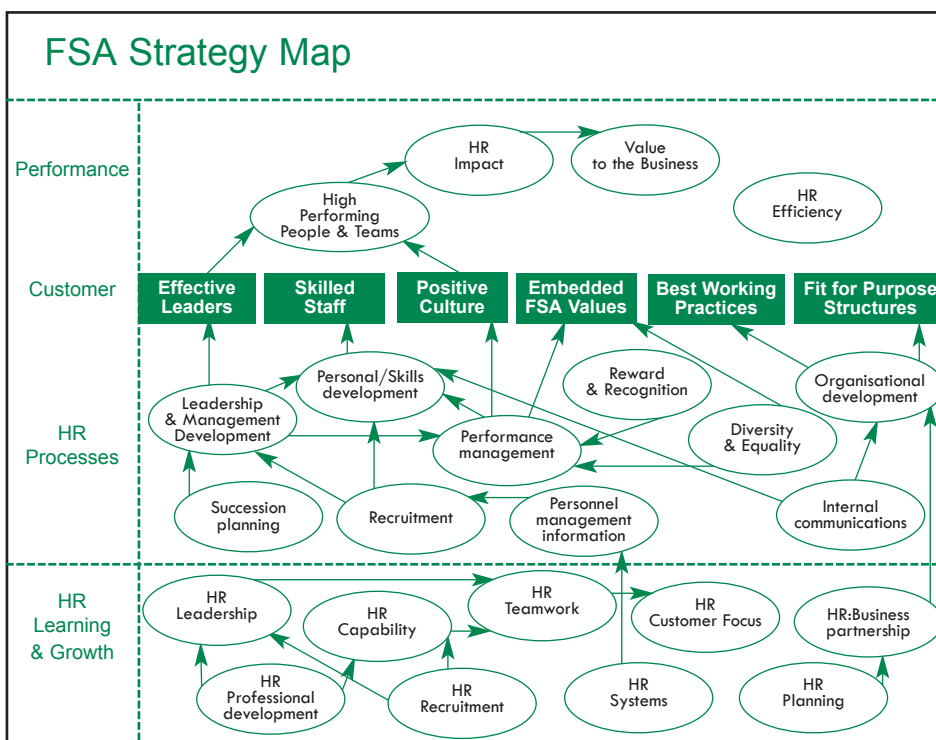 FSA Strategy Map
Performance
HR
Impact
Value
to the Business
High
Performing
People & Teams
HR
Efficiency
Customer
Effective
Leaders
Skilled
Staff
Positive
Culture
Embedded
FSA Values
Best Working
Practices
Fit for Purpose
Structures
HR
Processes
Leadership
& Management
Development
Personal/Skills
development
Reward
& Recognition
Organisational
development
Performance
management
Diversity
& Equality
Succession
planning
Recruitment
Personnel
management
information
Internal
communications
HR
Learning
& Growth
HR
Leadership
HR
Capability
HR
Teamwork
HR
Customer Focus
HR:Business
partnership
HR
Professional
development
HR
Recruitment
HR
Systems
HR
Planning